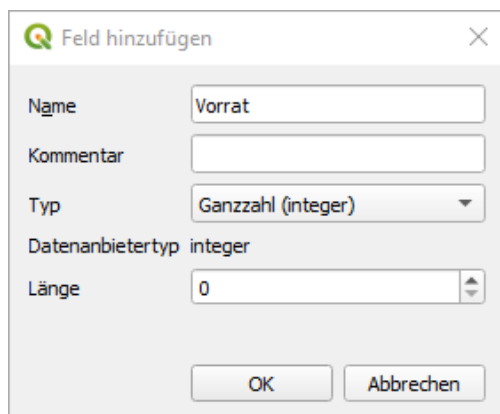 Feld hinzufügen
Name Vorrat
Kommentar
Typ Ganzzahl (integer)
Datenanbietertyp integer
Länge 0
OK Abbrechen